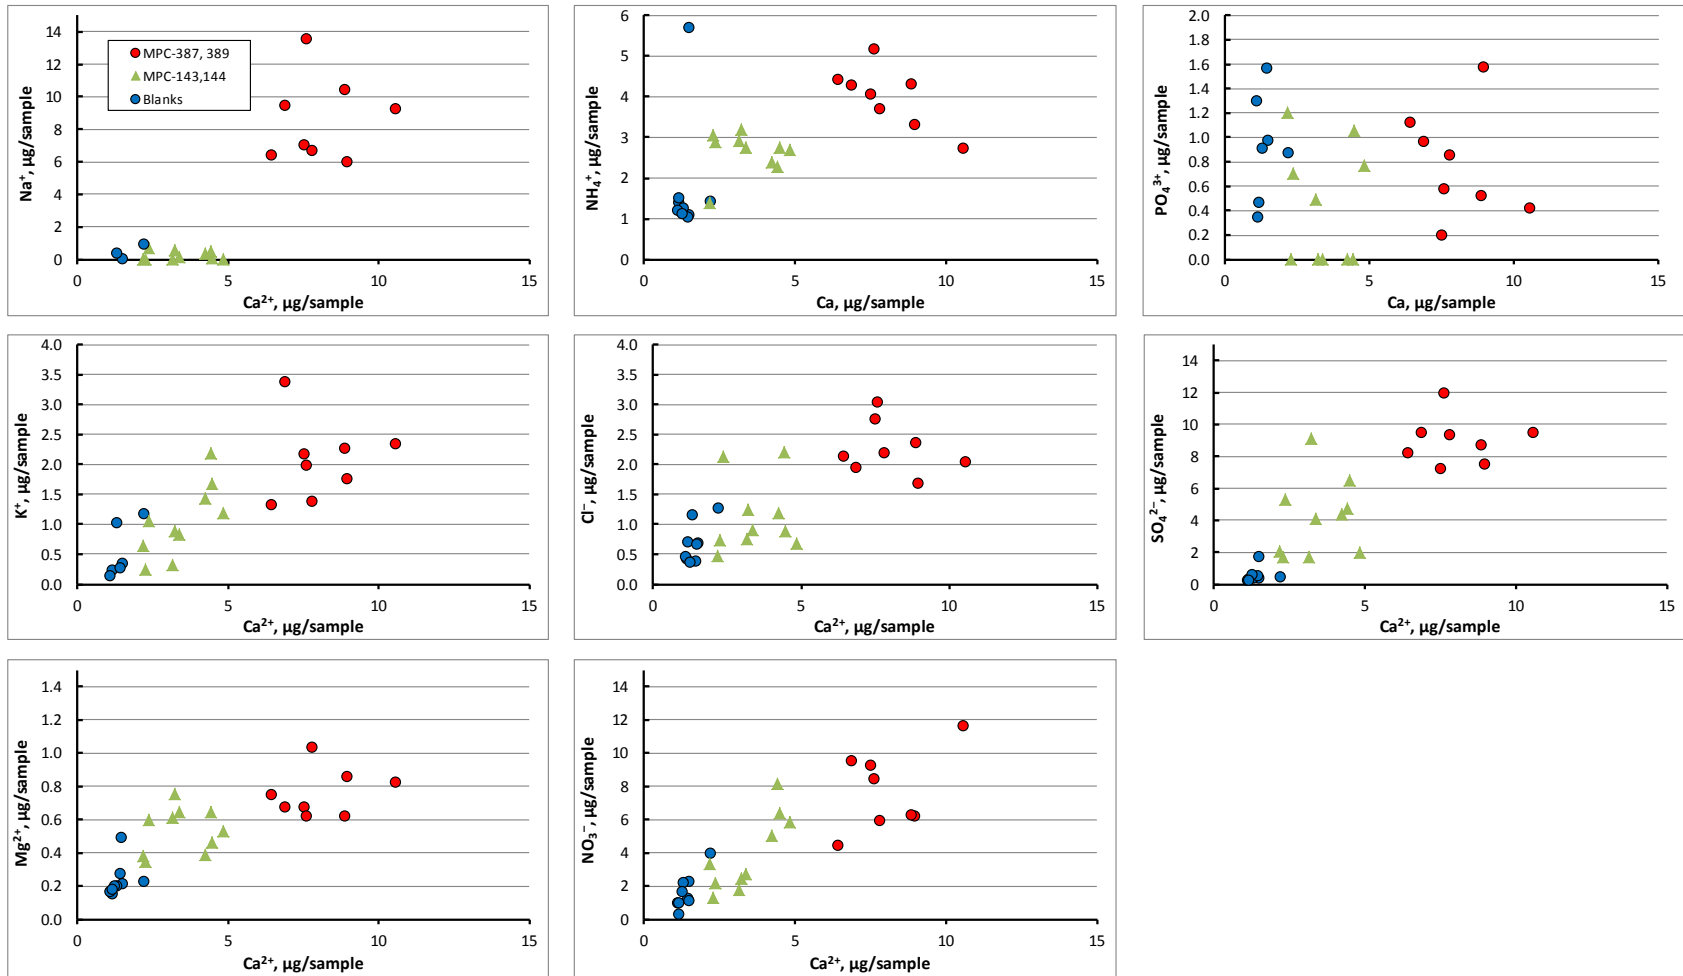 14
12
10
8
6
4
2
0
0 5 10 15
Na⁺, µg/sample
Ca²⁺, µg/sample
MPC-387, 389
MPC-143,144
Blanks
6
5
4
3
2
1
0
0 5 10 15
NH₄⁺, µg/sample
Ca, µg/sample
2.0
1.8
1.6
1.4
1.2
1.0
0.8
0.6
0.4
0.2
0.0
0 5 10 15
PO₄³⁺, µg/sample
Ca, µg/sample
4.0
3.5
3.0
2.5
2.0
1.5
1.0
0.5
0.0
0 5 10 15
K⁺, µg/sample
Ca²⁺, µg/sample
4.0
3.5
3.0
2.5
2.0
1.5
1.0
0.5
0.0
0 5 10 15
Cl⁻, µg/sample
Ca²⁺, µg/sample
14
12
10
8
6
4
2
0
0 5 10 15
SO₄²⁻, µg/sample
Ca²⁺, µg/sample
1.4
1.2
1.0
0.8
0.6
0.4
0.2
0.0
0 5 10 15
Mg²⁺, µg/sample
Ca²⁺, µg/sample
14
12
10
8
6
4
2
0
0 5 10 15
NO₃⁻, µg/sample
Ca²⁺, µg/sample